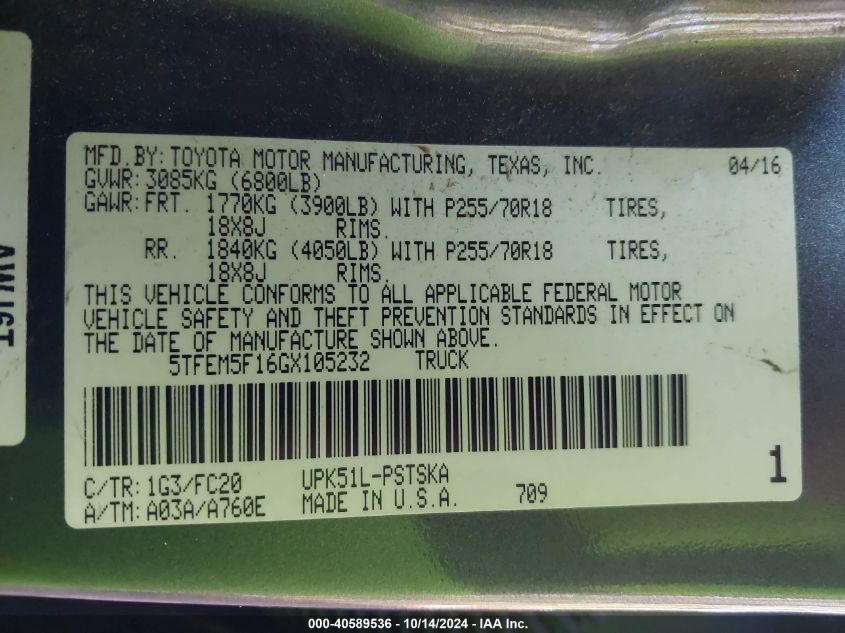 MFD.BY:TOYOTA MOTOR MANUFACTURING, TEXAS, INC. 04/16
GVWR:3085KG (6800LB)
GAWR:FRT. 1770KG (3900LB) WITH P255/70R18 TIRES,
18X8J RIMS.
RR. 1840KG (4050LB) WITH P255/70R18 TIRES,
18X8J RIMS.
THIS VEHICLE CONFORMS TO ALL APPLICABLE FEDERAL MOTOR
VEHICLE SAFETY AND THEFT PREVENTION STANDARDS IN EFFECT ON
THE DATE OF MANUFACTURE SHOWN ABOVE.
5TFEM5F16GX105232 TRUCK
C/TR:1G3/FC20 UPK51L-PSTSKA 1
A/TM:A03A/A760E MADE IN U.S.A. 709
000-40589536 - 10/14/2024 - IAA Inc.